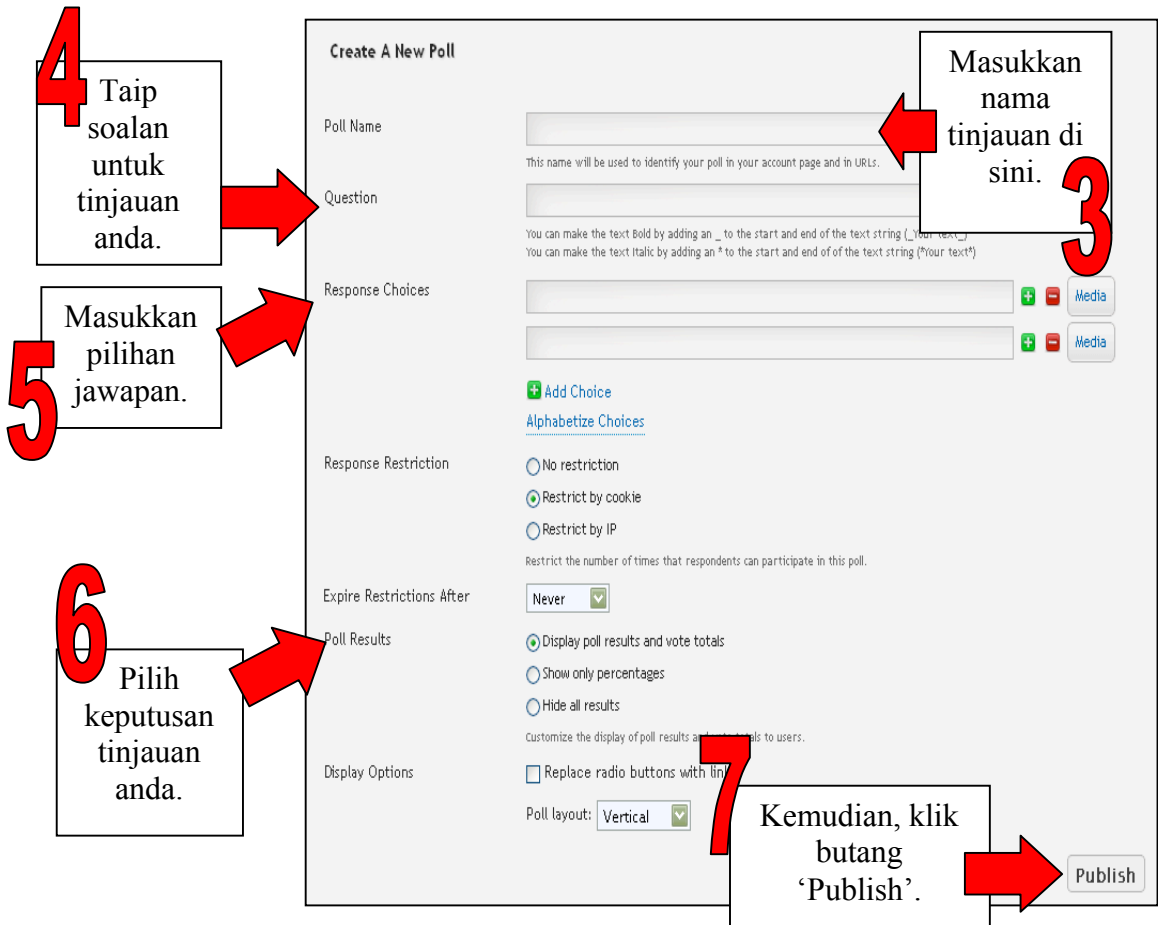 4
Taip
soalan
untuk
tinjauan
anda.
Create A New Poll
Masukkan
nama
tinjauan di
sini.
3
Poll Name
This name will be used to identify your poll in your account page and in URLs.
Question
You can make the text Bold by adding an _ to the start and end of the text string (_Your text_)
You can make the text Italic by adding an * to the start and end of of the text string (*Your text*)
5
Masukkan
pilihan
jawapan.
Response Choices
Media
Media
Add Choice
Alphabetize Choices
Response Restriction
No restriction
Restrict by cookie
Restrict by IP
Restrict the number of times that respondents can participate in this poll.
Expire Restrictions After
Never
6
Pilih
keputusan
tinjauan
anda.
Poll Results
Display poll results and vote totals
Show only percentages
Hide all results
Customize the display of poll results and vote totals to users.
Display Options
Replace radio buttons with
Poll layout: Vertical
7
Kemudian, klik
butang
‘Publish’.
Publish